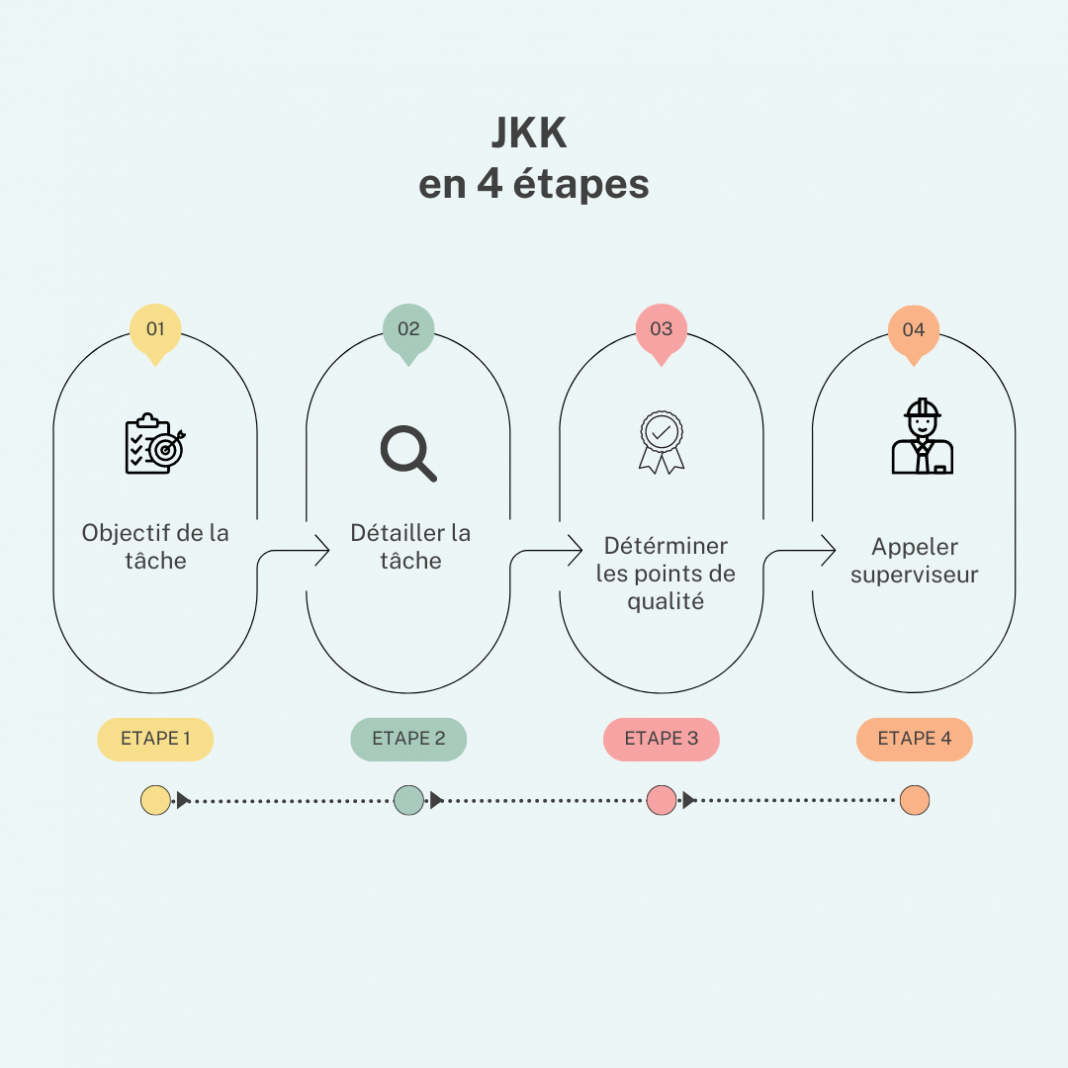 JKK
en 4 étapes
01
02
03
04
Objectif de la
tâche
Détailler la
tâche
Détérminer
les points de
qualité
Appeler
superviseur
ETAPE 1
ETAPE 2
ETAPE 3
ETAPE 4